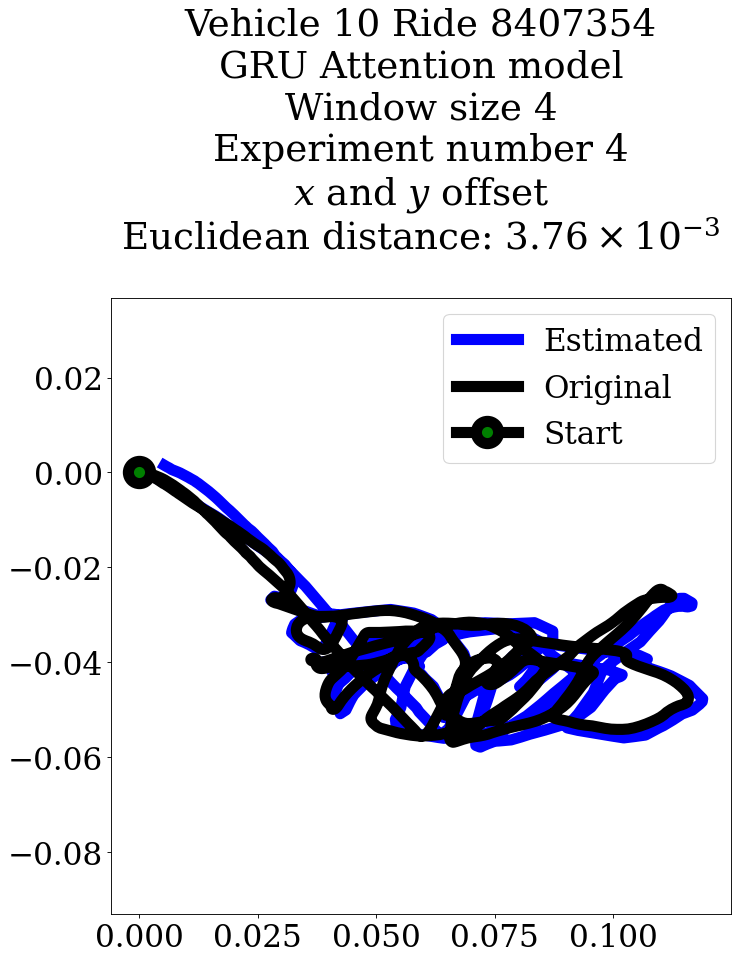 Vehicle 10 Ride 8407354
GRU Attention model
Window size 4
Experiment number 4
x and y offset
Euclidean distance: 3.76 × 10⁻³
Estimated
Original
Start
0.02
0.00
−0.02
−0.04
−0.06
−0.08
0.000 0.025 0.050 0.075 0.100